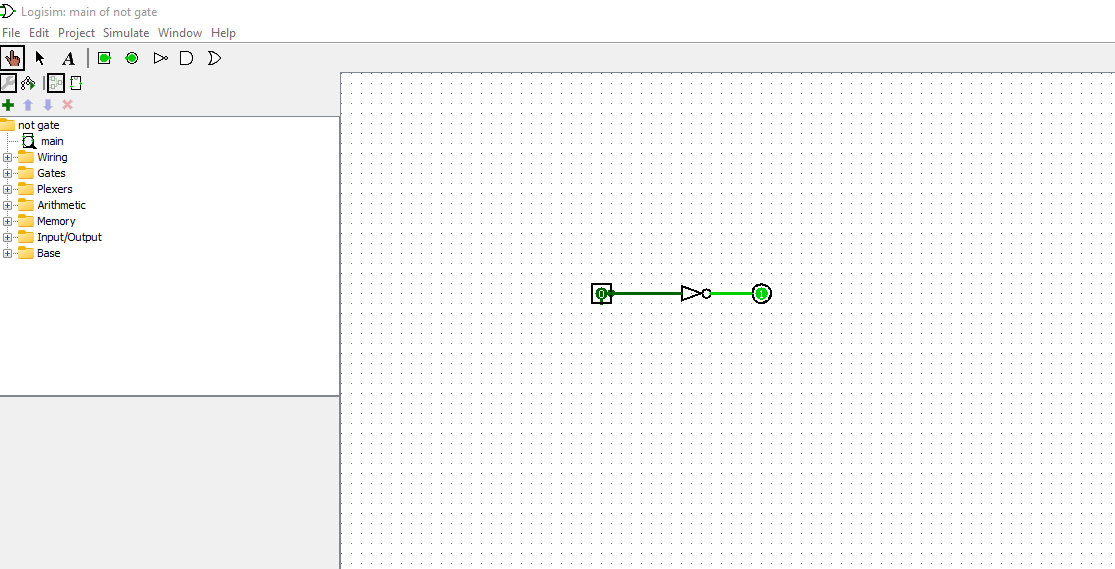 Logisim: main of not gate
File Edit Project Simulate Window Help
A
not gate
main
Wiring
Gates
Plexers
Arithmetic
Memory
Input/Output
Base
0 1